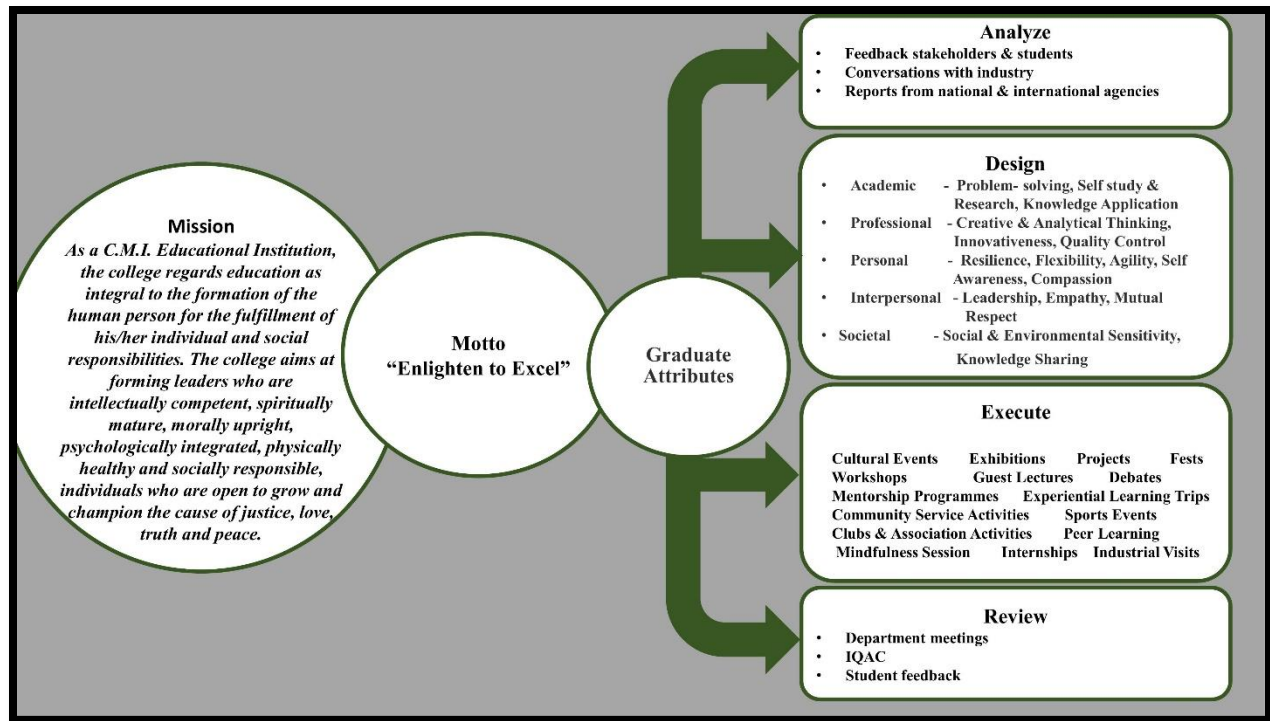 Mission
As a C.M.I. Educational Institution,
the college regards education as
integral to the formation of the
human person for the fulfillment of
his/her individual and social
responsibilities. The college aims at
forming leaders who are
intellectually competent, spiritually
mature, morally upright,
psychologically integrated, physically
healthy and socially responsible,
individuals who are open to grow and
champion the cause of justice, love,
truth and peace.
Motto
“Enlighten to Excel”
Graduate
Attributes
Analyze
• Feedback stakeholders & students
• Conversations with industry
• Reports from national & international agencies
Design
• Academic - Problem- solving, Self study &
Research, Knowledge Application
• Professional - Creative & Analytical Thinking,
Innovativeness, Quality Control
• Personal - Resilience, Flexibility, Agility, Self
Awareness, Compassion
• Interpersonal - Leadership, Empathy, Mutual
Respect
• Societal - Social & Environmental Sensitivity,
Knowledge Sharing
Execute
Cultural Events Exhibitions Projects Fests
Workshops Guest Lectures Debates
Mentorship Programmes Experiential Learning Trips
Community Service Activities Sports Events
Clubs & Association Activities Peer Learning
Mindfulness Session Internships Industrial Visits
Review
• Department meetings
• IQAC
• Student feedback